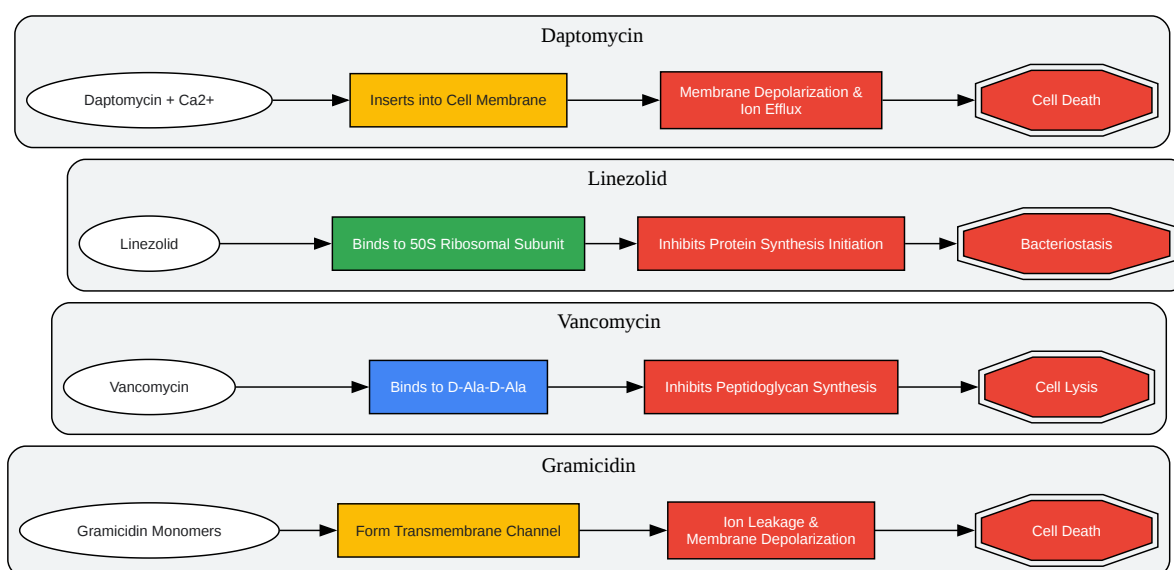 Daptomycin
Daptomycin + Ca2+
Inserts into Cell Membrane
Membrane Depolarization &
Ion Efflux
Cell Death
Linezolid
Linezolid
Binds to 50S Ribosomal Subunit
Inhibits Protein Synthesis Initiation
Bacteriostasis
Vancomycin
Vancomycin
Binds to D-Ala-D-Ala
Inhibits Peptidoglycan Synthesis
Cell Lysis
Gramicidin
Gramicidin Monomers
Form Transmembrane Channel
Ion Leakage &
Membrane Depolarization
Cell Death